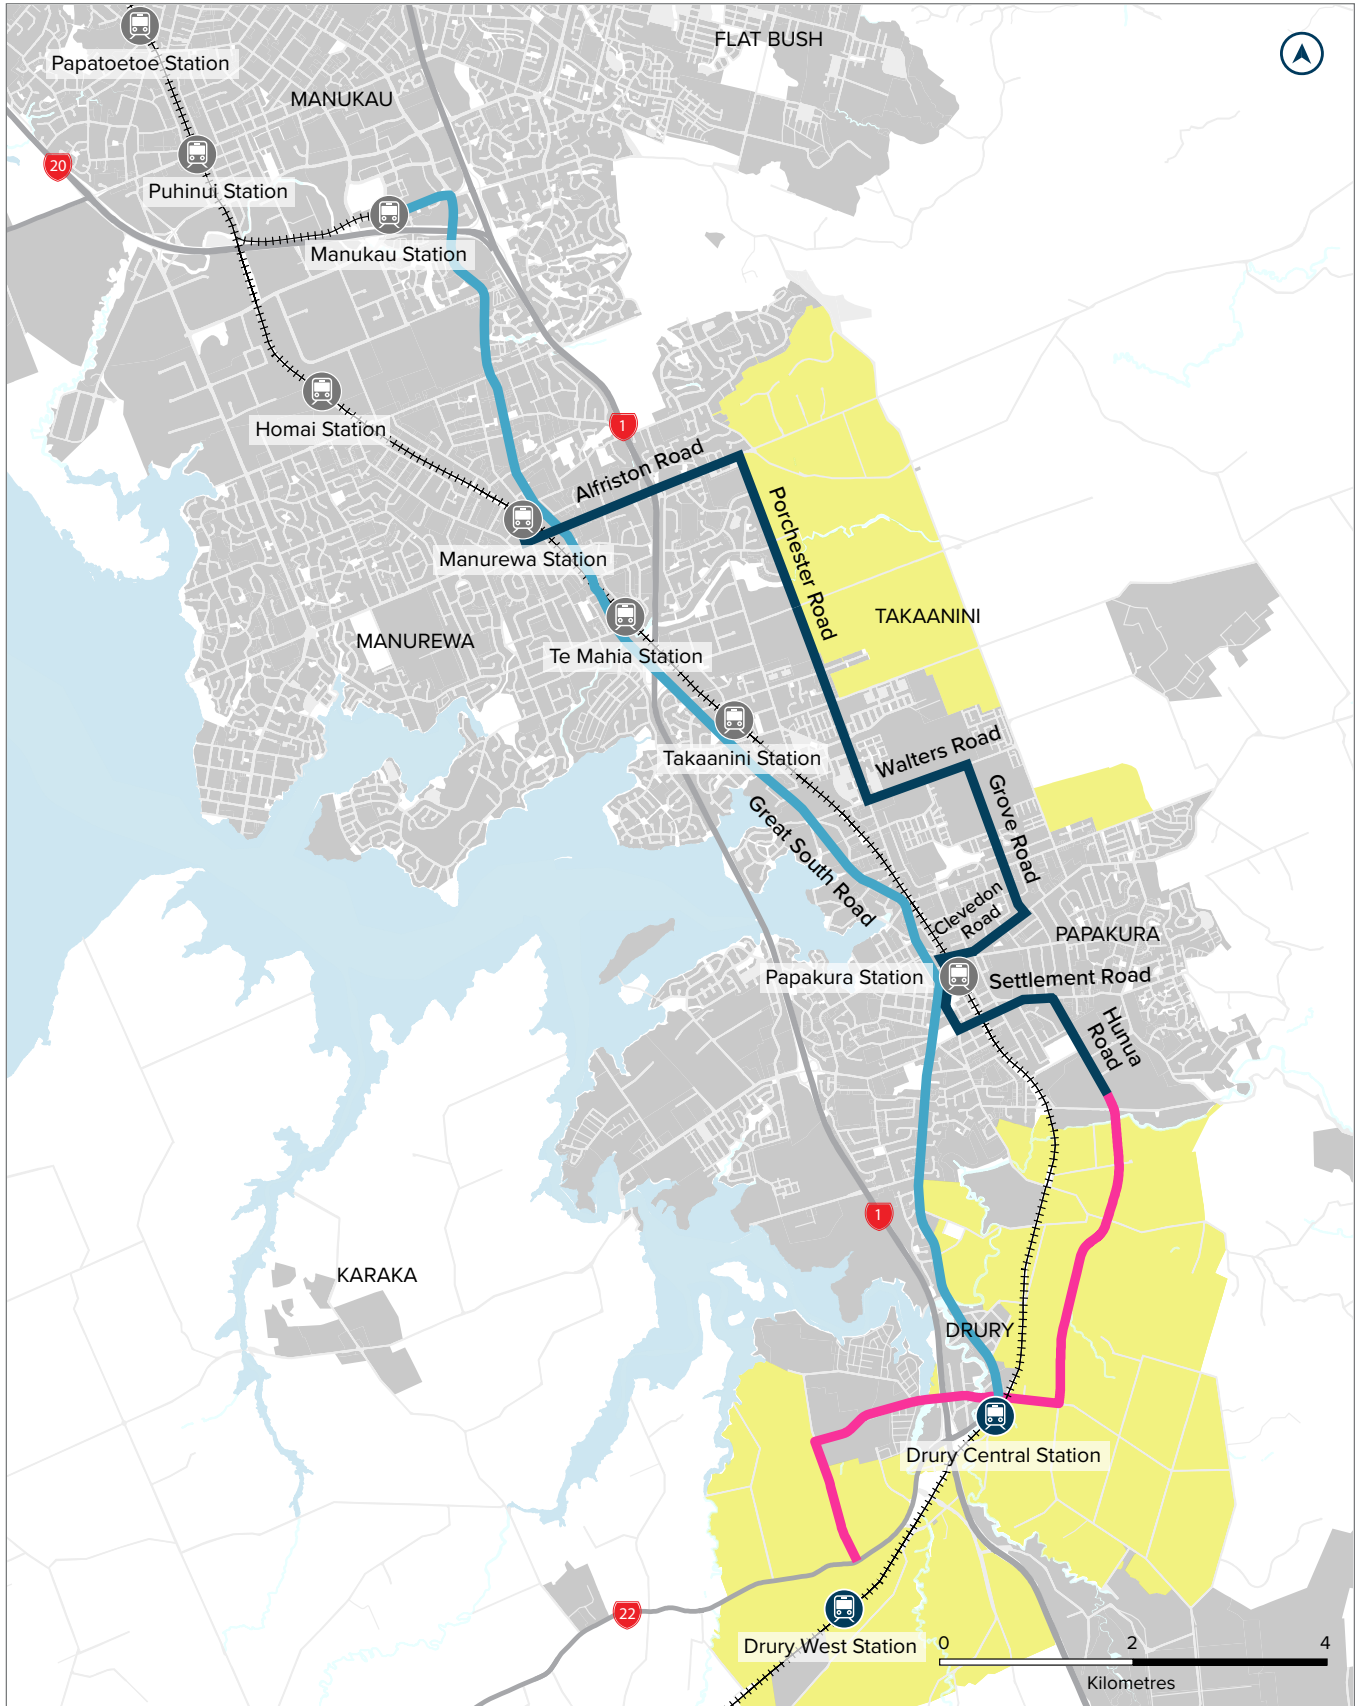 FLAT BUSH
Papatoetoe Station
MANUKAU
20
Puhinui Station
Manukau Station
Homai Station
1
Alfriston Road
Porchester Road
Manurewa Station
TAKAANINI
MANUREWA
Te Mahia Station
Walters Road
Takaanini Station
Grove Road
Great South Road
Clevedon
Road
PAPAKURA
Papakura Station
Settlement Road
Hunua
Road
1
KARAKA
DRURY
Drury Central Station
22
Drury West Station
0 2 4
Kilometres